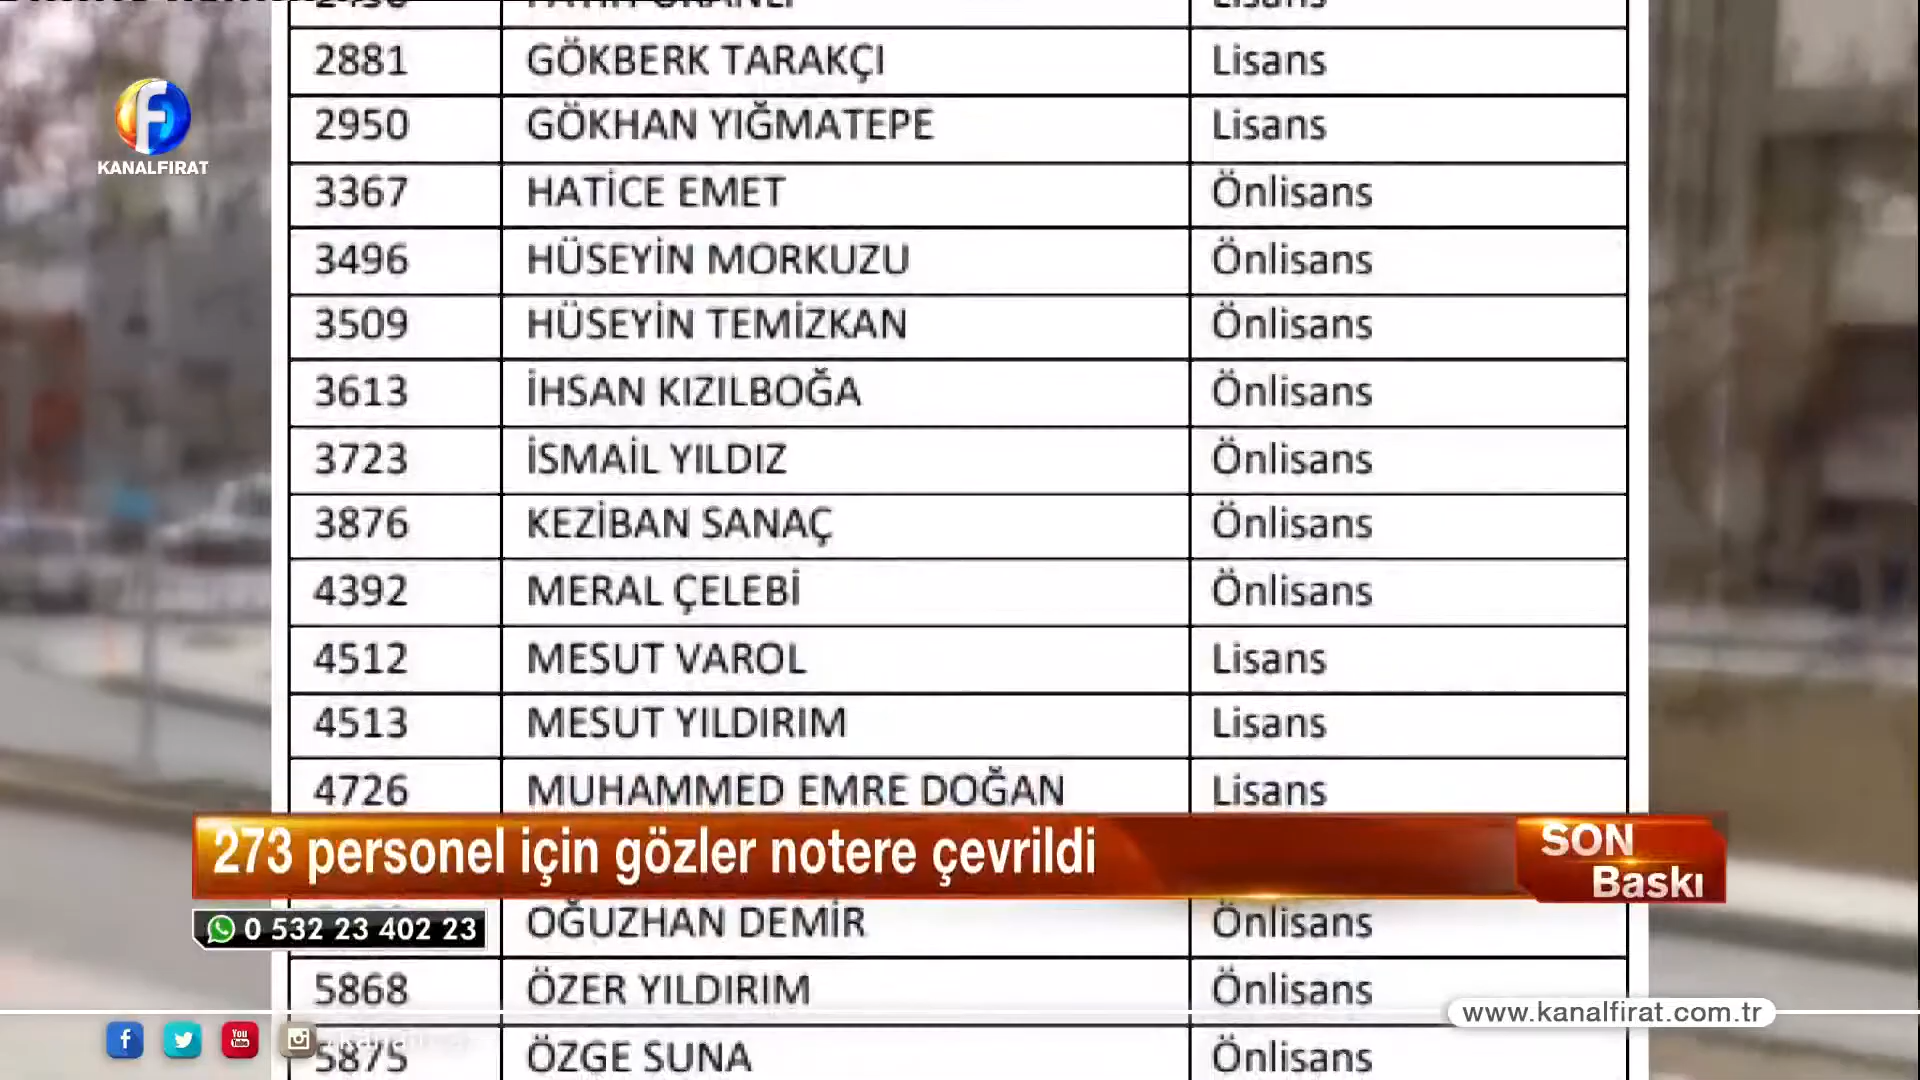 2881 GÖKBERK TARAKÇI Lisans
2950 GÖKHAN YIĞMATEPE Lisans
KANALFIRAT
3367 HATİCE EMET Önlisans
3496 HÜSEYİN MORKUZU Önlisans
3509 HÜSEYİN TEMİZKAN Önlisans
3613 İHSAN KIZILBOĞA Önlisans
3723 İSMAİL YILDIZ Önlisans
3876 KEZİBAN SANAÇ Önlisans
4392 MERAL ÇELEBİ Önlisans
4512 MESUT VAROL Lisans
4513 MESUT YILDIRIM Lisans
4726 MUHAMMED EMRE DOĞAN Lisans
273 personel için gözler notere çevrildi
SON
Baskı
0 532 23 402 23
OĞUZHAN DEMİR Önlisans
5868 ÖZER YILDIRIM Önlisans
www.kanalfirat.com.tr
You Tube
5875 ÖZGE SUNA Önlisans